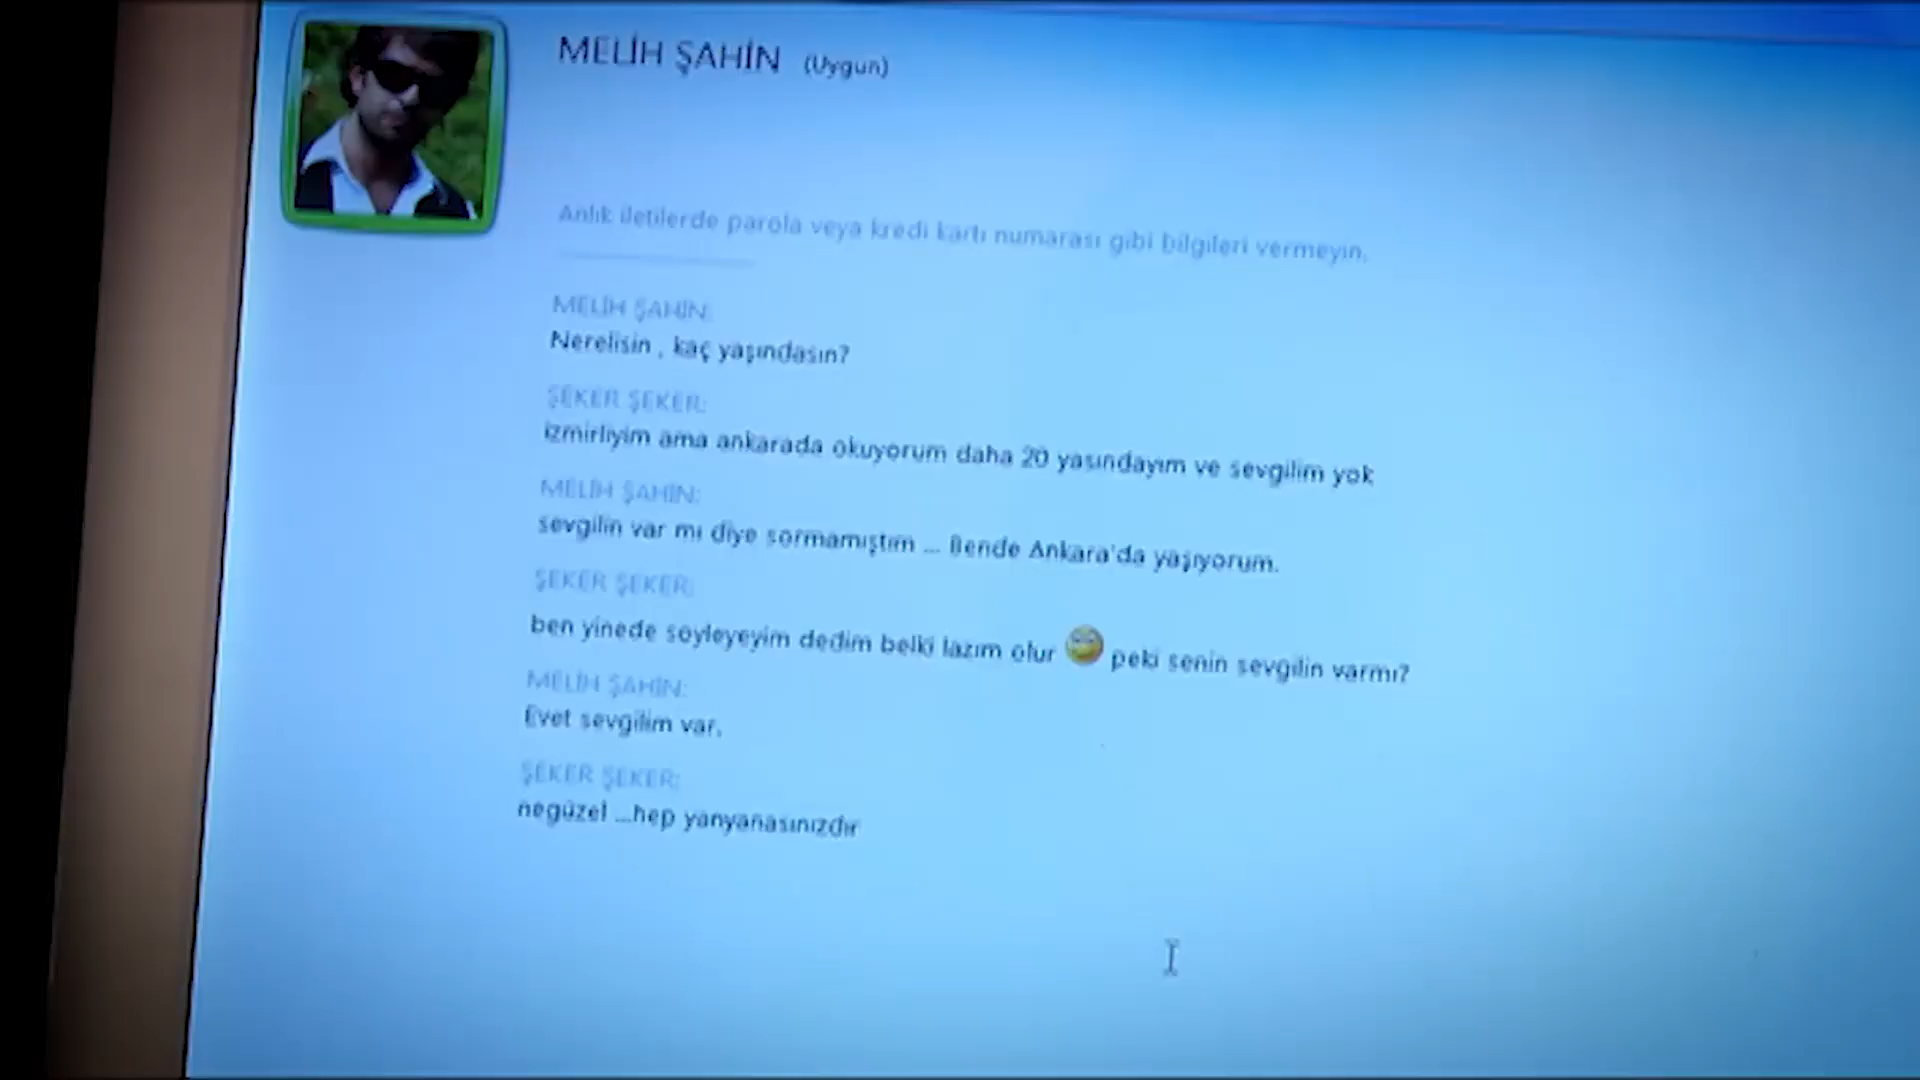 MELİH ŞAHİN (Uygun)
Anlık iletilerde parola veya kredi kartı numarası gibi bilgileri vermeyin.
MELİH ŞAHİN:
Nerelisin , kaç yaşındasın?
ŞEKER ŞEKER:
izmirliyim ama ankarada okuyorum daha 20 yasındayım ve sevgilim yok
MELİH ŞAHİN:
sevgilin var mı diye sormamıştım ... Bende Ankara'da yaşıyorum.
ŞEKER ŞEKER:
ben yinede söyleyeyim dedim belki lazım olur peki senin sevgilin varmı?
MELİH ŞAHİN:
Evet sevgilim var.
ŞEKER ŞEKER:
negüzel ...hep yanyanasınızdır